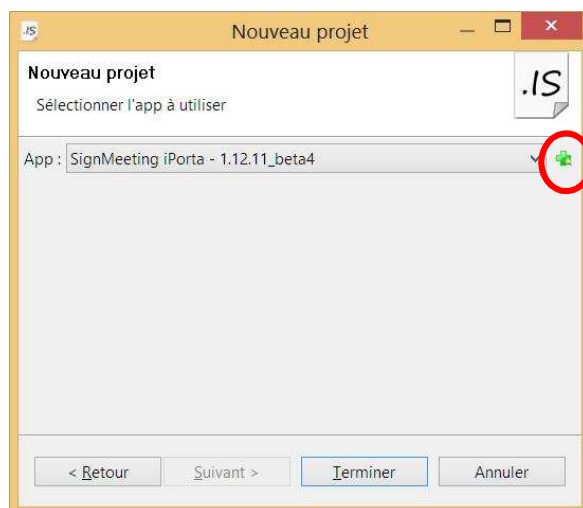 .IS
Nouveau projet
Nouveau projet
Sélectionner l'app à utiliser
.IS
App : SignMeeting iPorta - 1.12.11_beta4
< Retour Suivant > Terminer Annuler